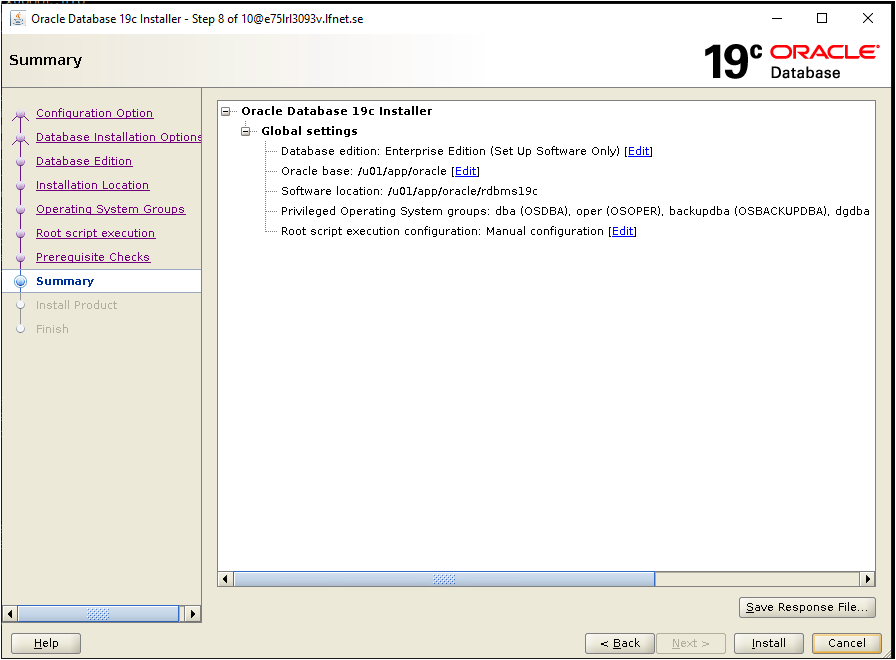 Oracle Database 19c Installer - Step 8 of 10@e75lrl3093v.lfnet.se
Summary
19c ORACLE
Database
Configuration Option
Database Installation Options
Database Edition
Installation Location
Operating System Groups
Root script execution
Prerequisite Checks
Summary
Install Product
Finish
Oracle Database 19c Installer
Global settings
Database edition: Enterprise Edition (Set Up Software Only) [Edit]
Oracle base: /u01/app/oracle [Edit]
Software location: /u01/app/oracle/rdbms19c
Privileged Operating System groups: dba (OSDBA), oper (OSOPER), backupdba (OSBACKUPDBA), dgdba
Root script execution configuration: Manual configuration [Edit]
Save Response File...
Help
< Back
Next >
Install
Cancel